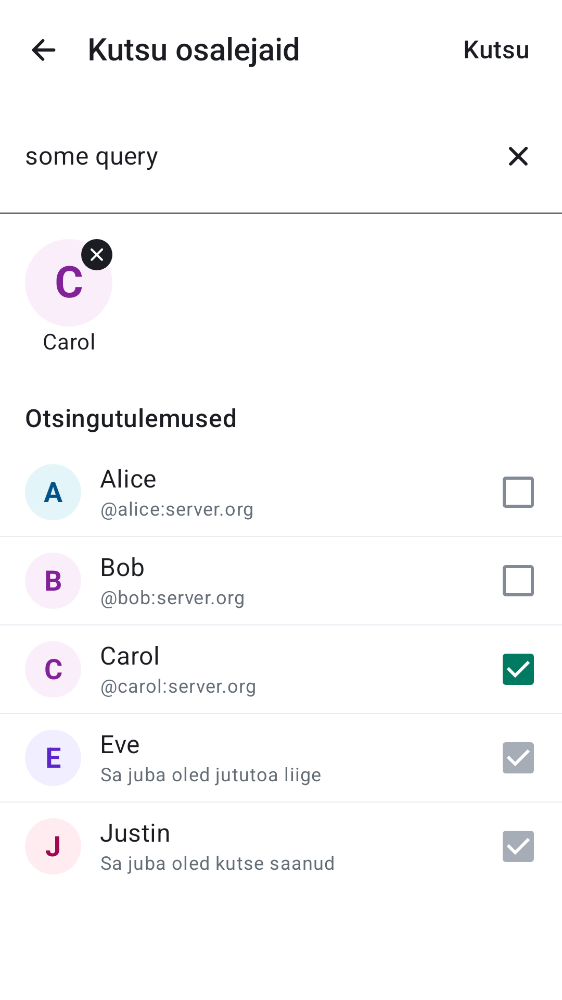 Kutsu osalejaid
Kutsu
some query
C
Carol
Otsingutulemused
A
Alice
@alice:server.org
B
Bob
@bob:server.org
C
Carol
@carol:server.org
E
Eve
Sa juba oled jututoa liige
J
Justin
Sa juba oled kutse saanud